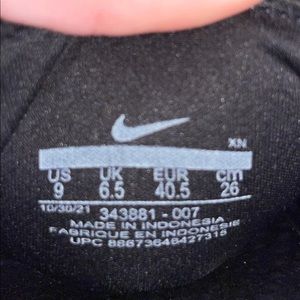 XN
US UK EUR cm
9 6.5 40.5 26
10/30/21 343881 - 007
MADE IN INDONESIA
FABRIQUE EN INDONESIE
UPC 88673648427315